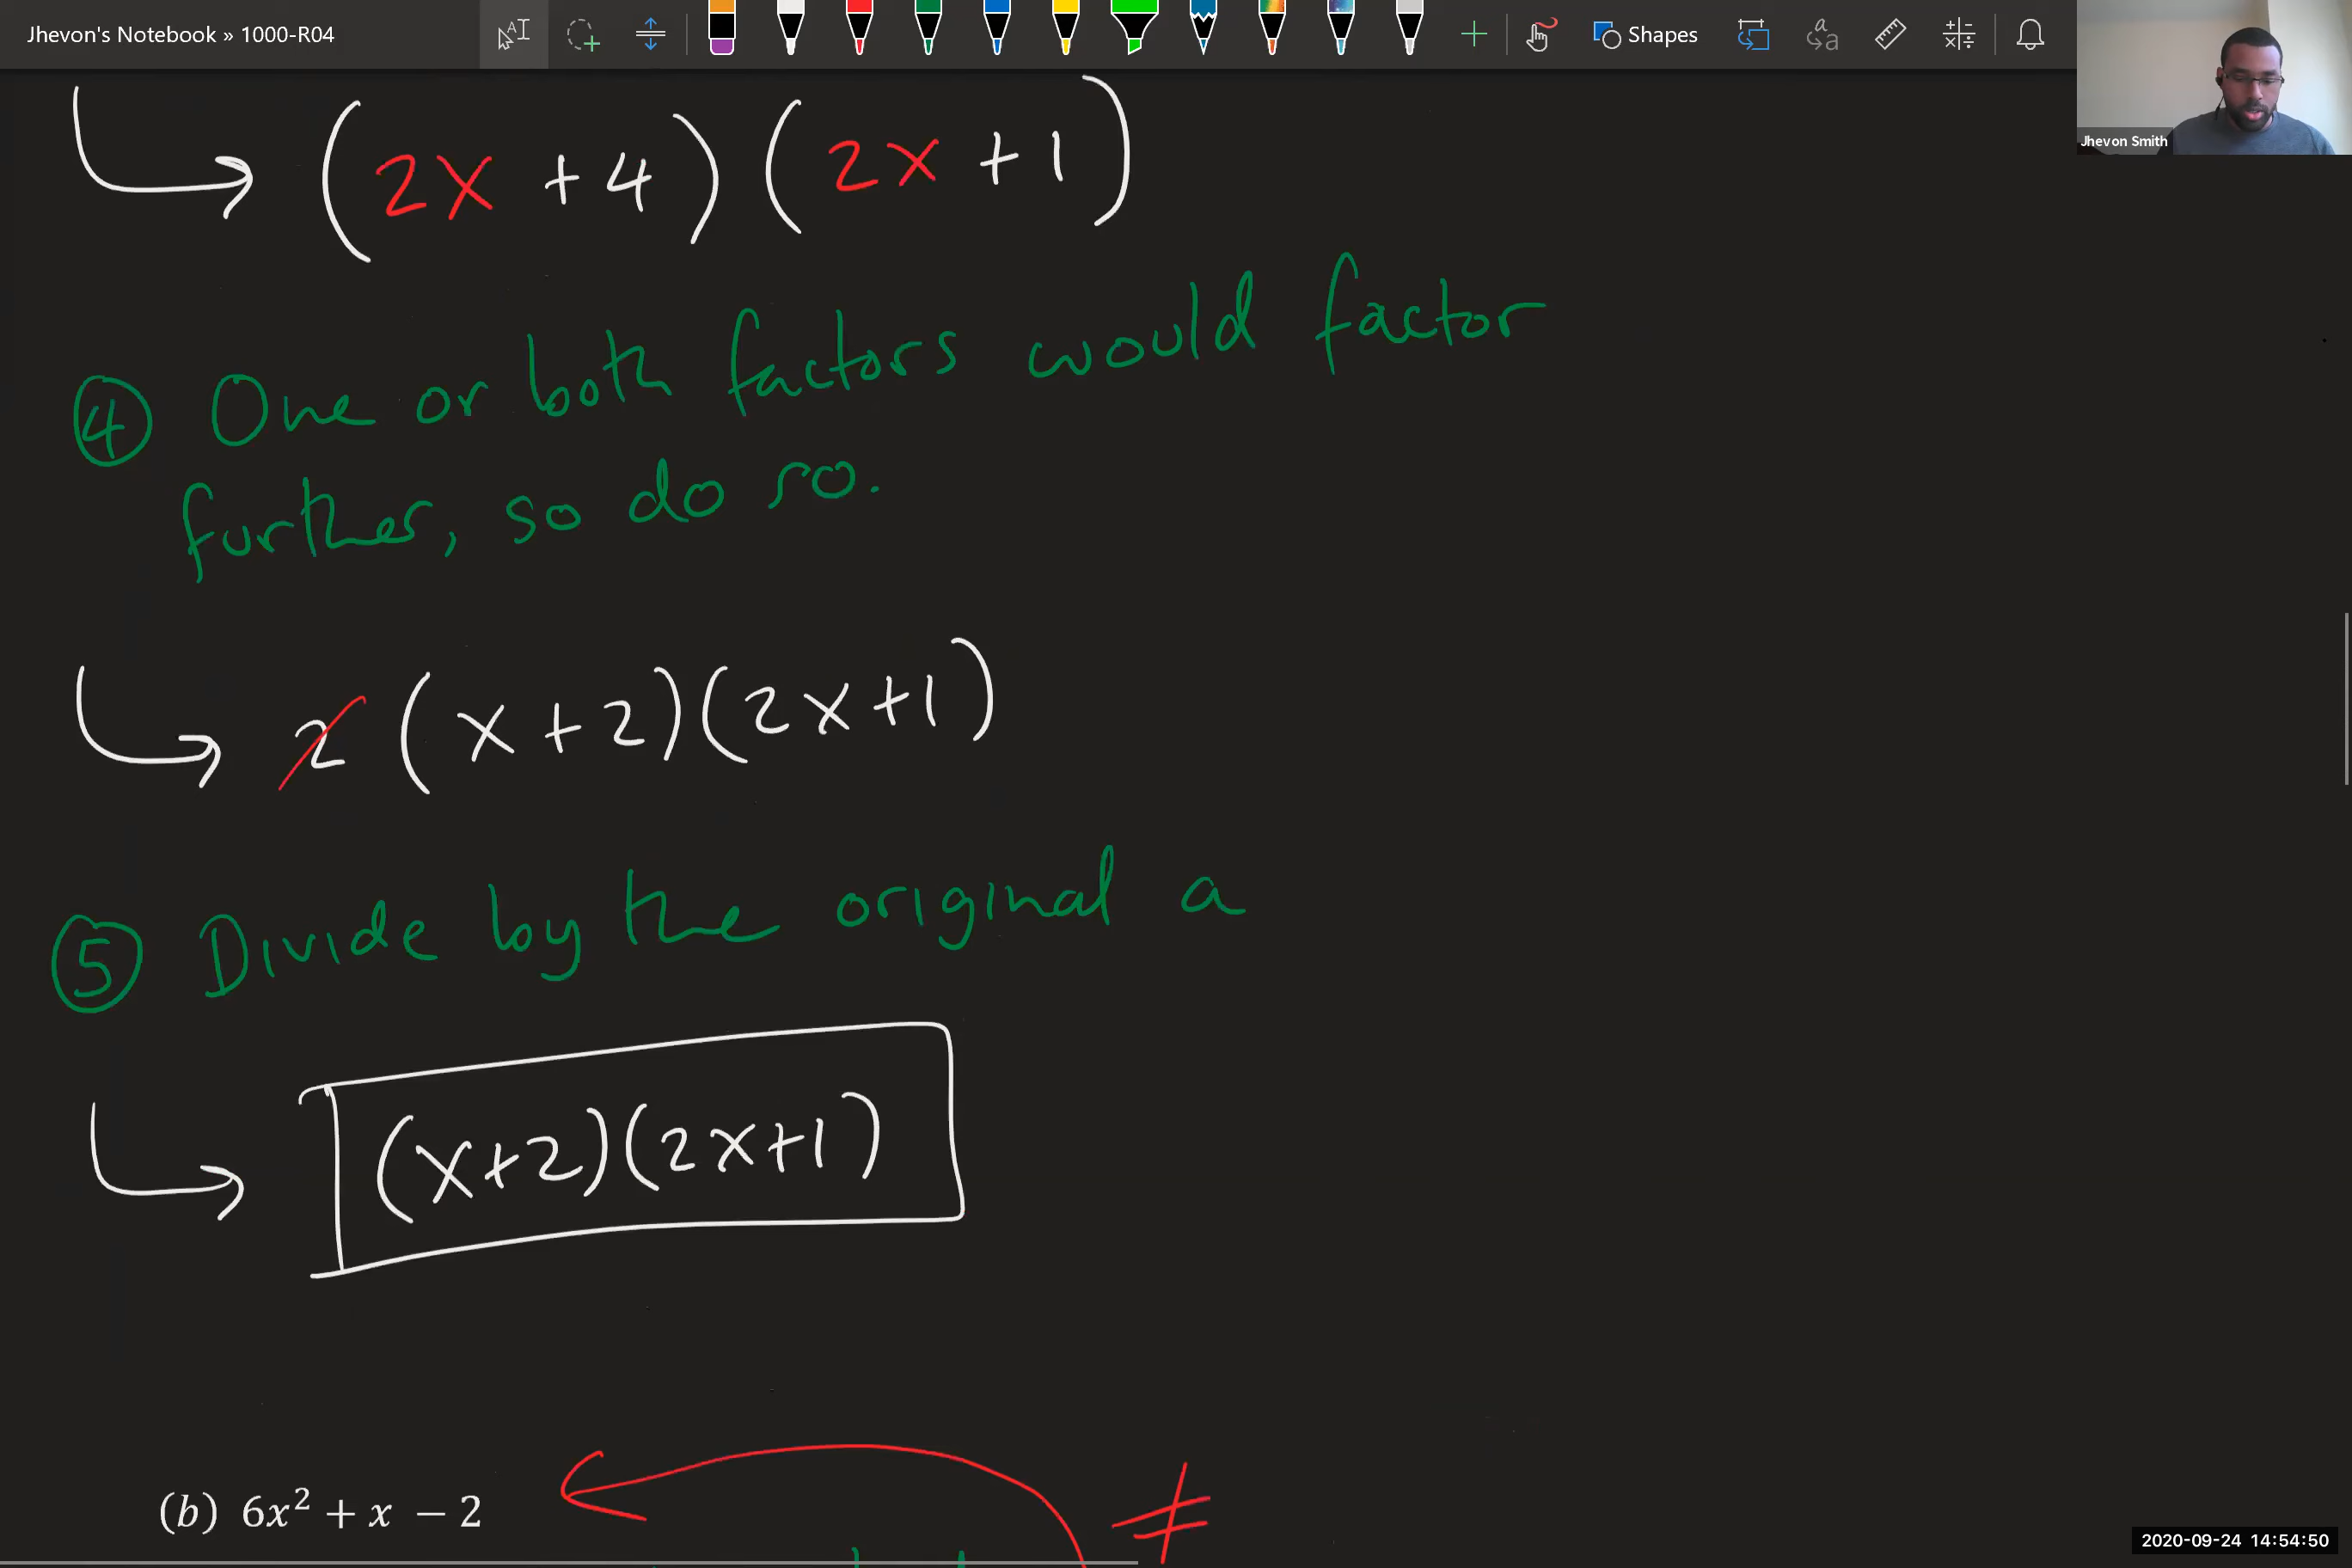 Jhevon's Notebook » 1000-R04
Shapes
Jhevon Smith
(2x + 4)(2x + 1)
④ One or both factors would factor
further, so do so.
2(x + 2)(2x + 1)
⑤ Divide by the original a
(x+2)(2x+1)
(b) 6x² + x − 2
≠
2020-09-24 14:54:50